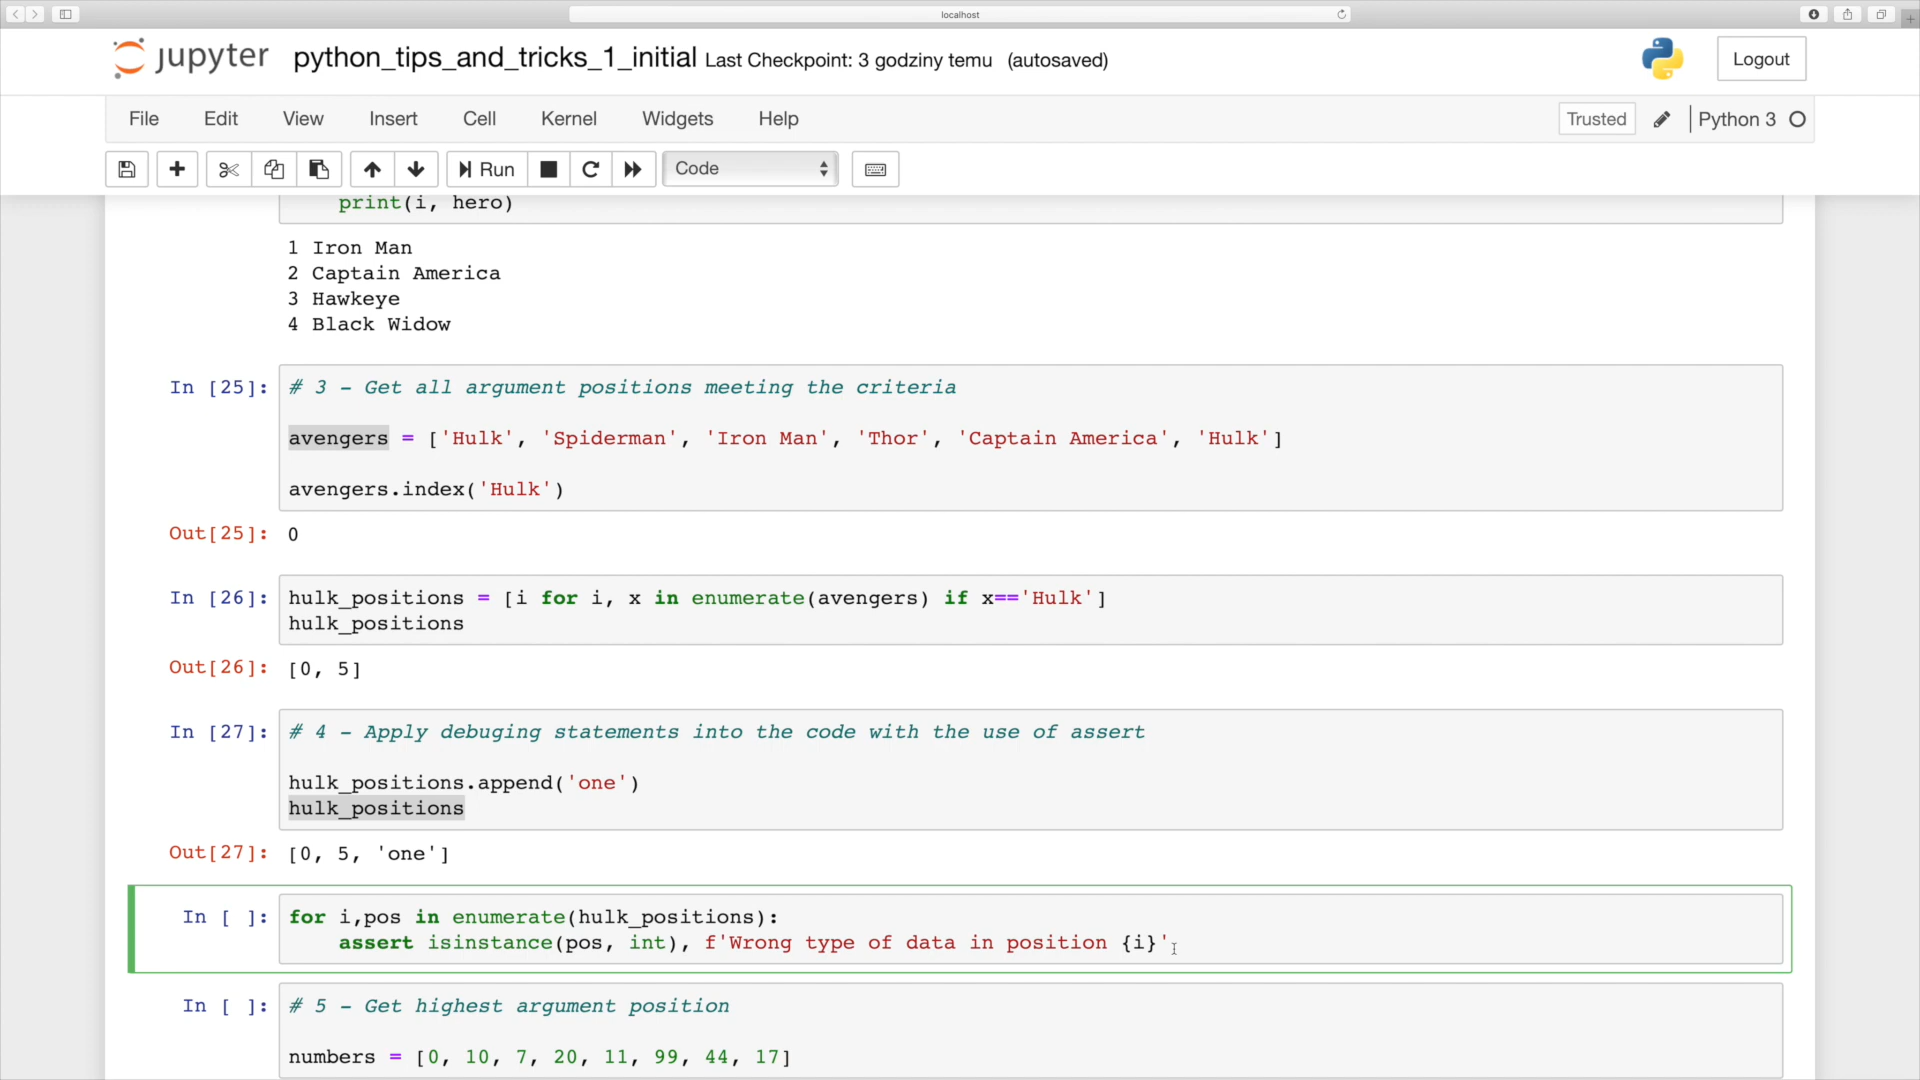 localhost
jupyter python_tips_and_tricks_1_initial Last Checkpoint: 3 godziny temu (autosaved) Logout
File Edit View Insert Cell Kernel Widgets Help Trusted Python 3
Run Code
print(i, hero)
1 Iron Man
2 Captain America
3 Hawkeye
4 Black Widow
In [25]: # 3 - Get all argument positions meeting the criteria
avengers = ['Hulk', 'Spiderman', 'Iron Man', 'Thor', 'Captain America', 'Hulk']
avengers.index('Hulk')
Out[25]: 0
In [26]: hulk_positions = [i for i, x in enumerate(avengers) if x=='Hulk']
hulk_positions
Out[26]: [0, 5]
In [27]: # 4 - Apply debuging statements into the code with the use of assert
hulk_positions.append('one')
hulk_positions
Out[27]: [0, 5, 'one']
In [ ]: for i,pos in enumerate(hulk_positions):
assert isinstance(pos, int), f'Wrong type of data in position {i}'
In [ ]: # 5 - Get highest argument position
numbers = [0, 10, 7, 20, 11, 99, 44, 17]